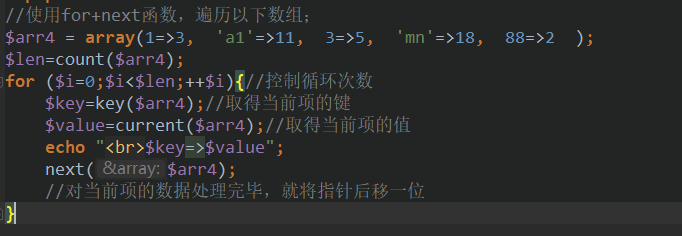 //使用for+next函数，遍历以下数组；
$arr4 = array(1=>3, 'a1'=>11, 3=>5, 'mn'=>18, 88=>2 );
$len=count($arr4);
for ($i=0;$i<$len;++$i){//控制循环次数
$key=key($arr4);//取得当前项的键
$value=current($arr4);//取得当前项的值
echo "<br>$key=>$value";
next( &array: $arr4);
//对当前项的数据处理完毕，就将指针后移一位
}